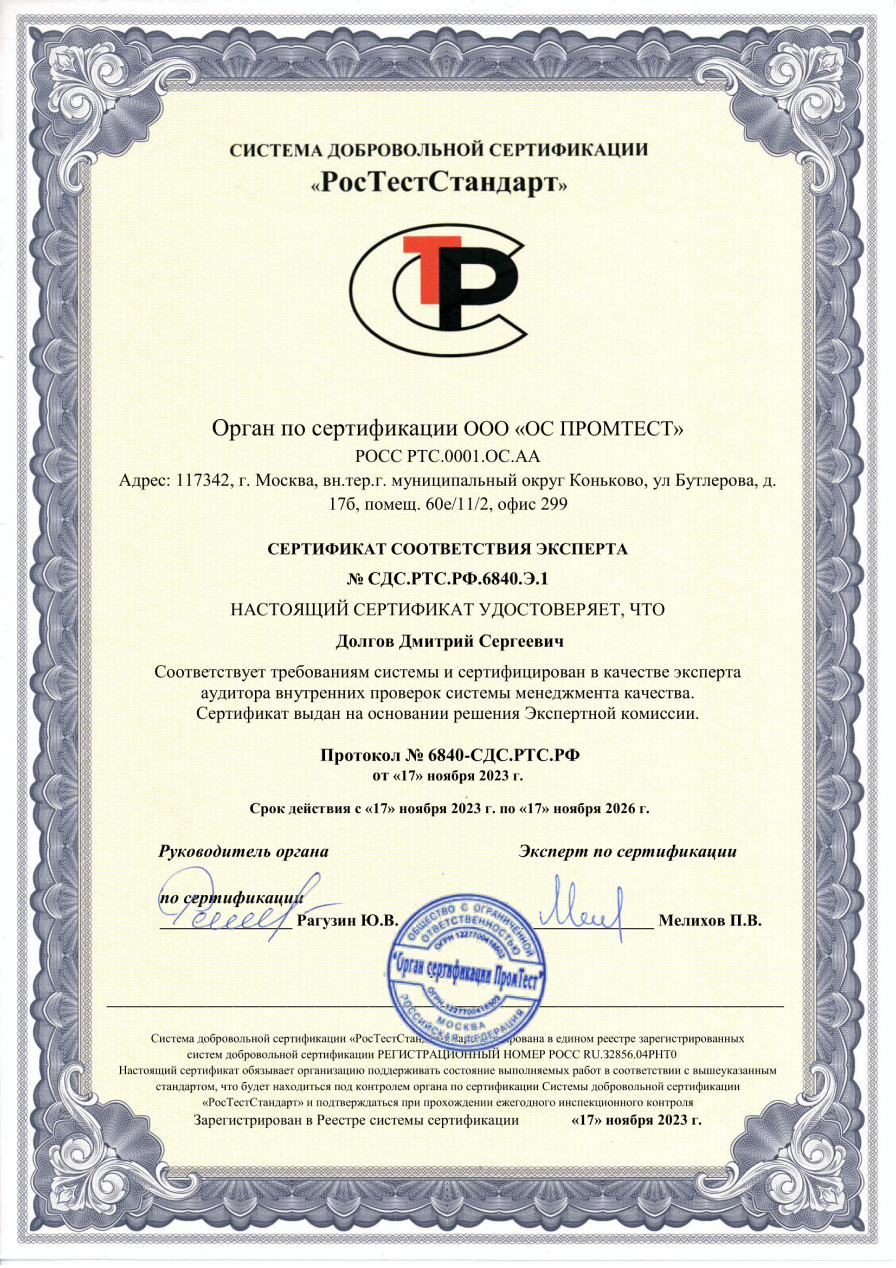 СИСТЕМА ДОБРОВОЛЬНОЙ СЕРТИФИКАЦИИ
«РосТестСтандарт»
СТР
Орган по сертификации ООО «ОС ПРОМТЕСТ»
РОСС РТС.0001.ОС.АА
Адрес: 117342, г. Москва, вн.тер.г. муниципальный округ Коньково, ул Бутлерова, д.
17б, помещ. 60е/11/2, офис 299
СЕРТИФИКАТ СООТВЕТСТВИЯ ЭКСПЕРТА
№ СДС.РТС.РФ.6840.Э.1
НАСТОЯЩИЙ СЕРТИФИКАТ УДОСТОВЕРЯЕТ, ЧТО
Долгов Дмитрий Сергеевич
Соответствует требованиям системы и сертифицирован в качестве эксперта
аудитора внутренних проверок системы менеджмента качества.
Сертификат выдан на основании решения Экспертной комиссии.
Протокол № 6840-СДС.РТС.РФ
от «17» ноября 2023 г.
Срок действия с «17» ноября 2023 г. по «17» ноября 2026 г.
Руководитель органа
Эксперт по сертификации
по сертификации
Рагузин Ю.В.
Мелихов П.В.
ОБЩЕСТВО С ОГРАНИЧЕННОЙ
ОТВЕТСТВЕННОСТЬЮ
"Орган сертификации ПромТест"
МОСКВА
РОССИЙСКАЯ ФЕДЕРАЦИЯ
Система добровольной сертификации «РосТестСтандарт» в едином реестре зарегистрированных
систем добровольной сертификации РЕГИСТРАЦИОННЫЙ НОМЕР РОСС RU.32856.04РНТ0
Настоящий сертификат обязывает организацию поддерживать состояние выполняемых работ в соответствии с вышеуказанным
стандартом, что будет находиться под контролем органа по сертификации Системы добровольной сертификации
«РосТестСтандарт» и подтверждаться при прохождении ежегодного инспекционного контроля
Зарегистрирован в Реестре системы сертификации «17» ноября 2023 г.